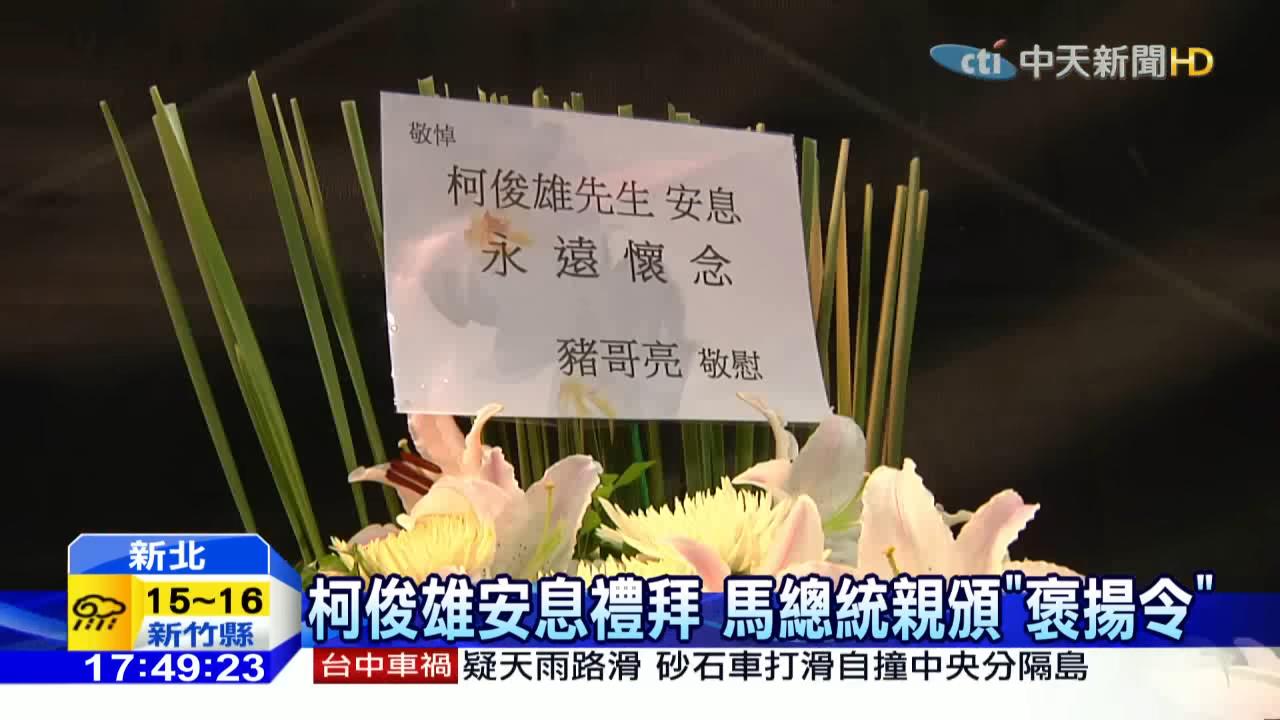 cti 中天新聞HD
敬悼
柯俊雄先生 安息
永遠懷念
豬哥亮 敬慰
新北
15~16
新竹縣
17:49:23
柯俊雄安息禮拜 馬總統親頒"褒揚令"
台中車禍 疑天雨路滑 砂石車打滑自撞中央分隔島